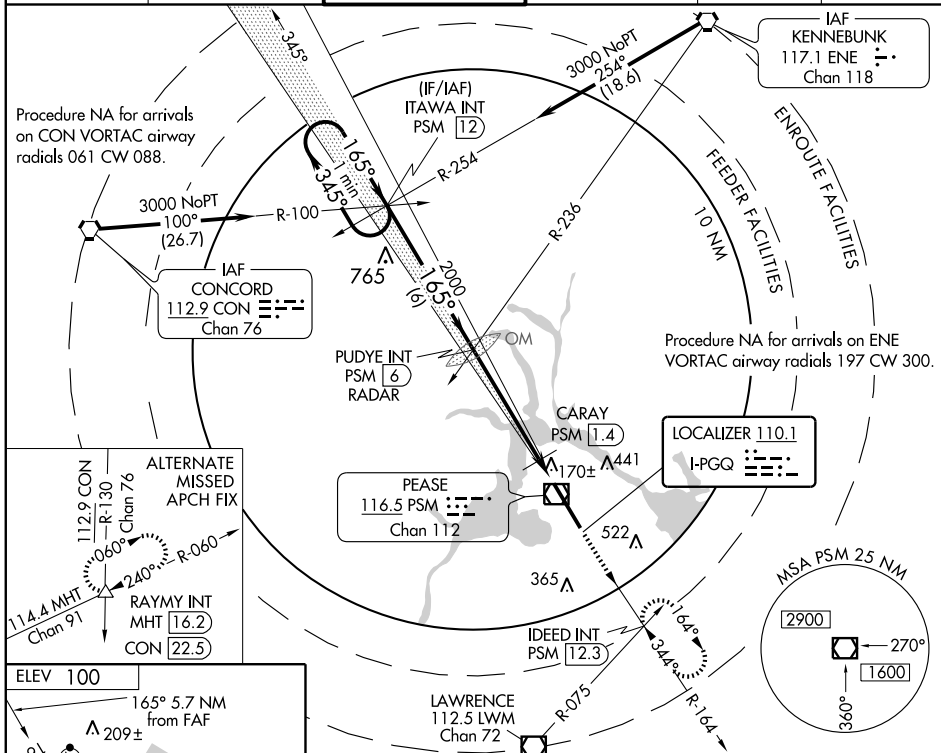 IAF
KENNEBUNK
117.1 ENE
Chan 118
345°
3000 NoPT
254°
(18.6)
(IF/IAF)
ITAWA INT
PSM 12
Procedure NA for arrivals
on CON VORTAC airway
radials 061 CW 088.
ENROUTE FACILITIES
FEEDER FACILITIES
10 NM
R-254
165°
1 min
345°
R-236
3000 NoPT
100°
(26.7)
R-100
765
2000
165°
(6)
IAF
CONCORD
112.9 CON
Chan 76
OM
PUDYE INT
PSM 6
RADAR
Procedure NA for arrivals on ENE
VORTAC airway radials 197 CW 300.
CARAY
PSM 1.4
LOCALIZER 110.1
I-PGQ
170±
441
PEASE
116.5 PSM
Chan 112
522
365
ALTERNATE
MISSED
APCH FIX
112.9 CON
R-130
Chan 76
060°
240°
R-060
114.4 MHT
Chan 91
RAYMY INT
MHT 16.2
CON 22.5
MSA PSM 25 NM
2900
270°
1600
360°
IDEED INT
PSM 12.3
164°
344°
R-164
R-075
LAWRENCE
112.5 LWM
Chan 72
ELEV 100
165° 5.7 NM
from FAF
209±